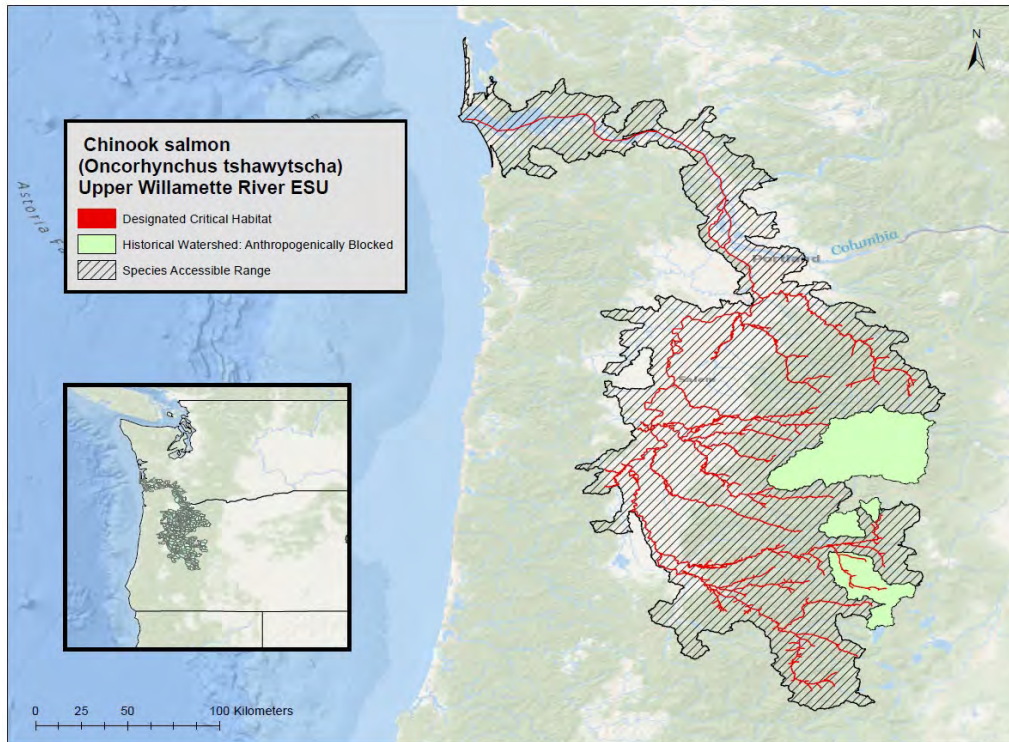 N
Chinook salmon
(Oncorhynchus tshawytscha)
Upper Willamette River ESU
Designated Critical Habitat
Historical Watershed: Anthropogenically Blocked
Species Accessible Range
Astoria
Columbia
Portland
Salem
0 25 50 100 Kilometers